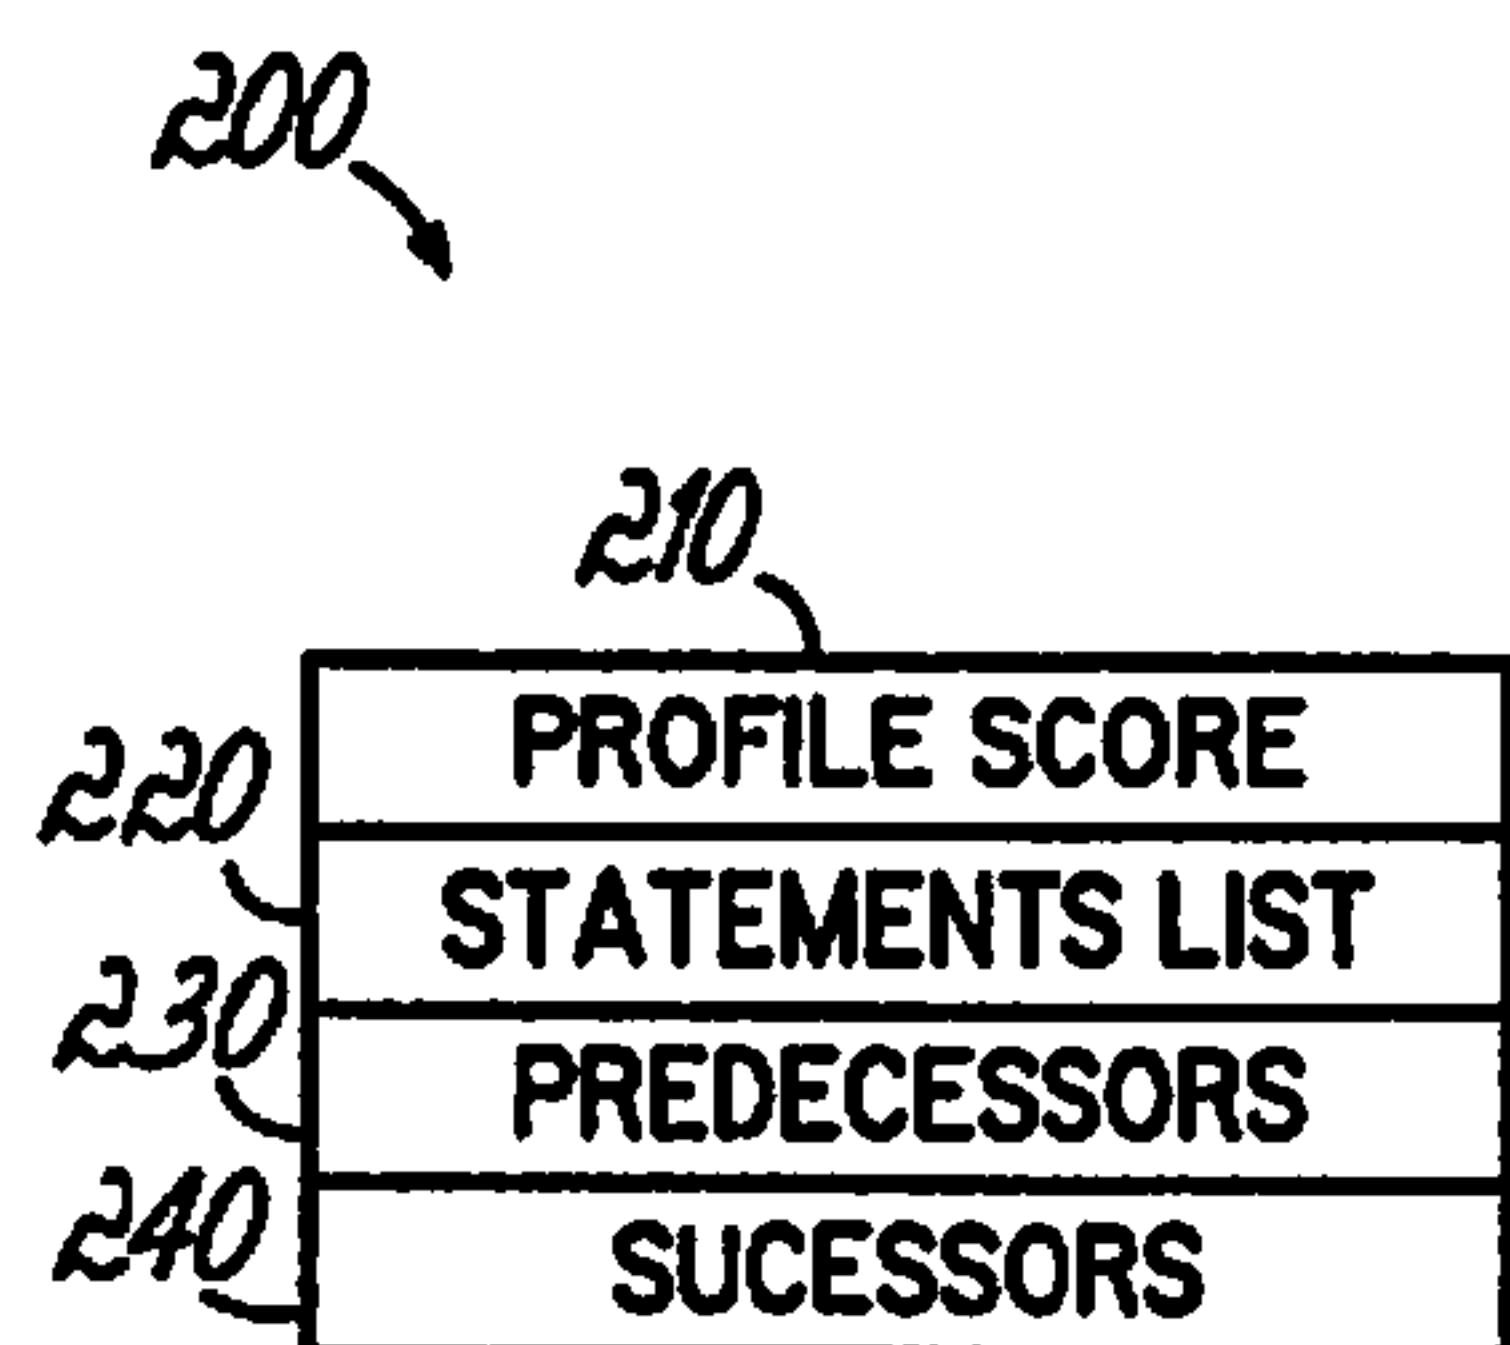 200
210
PROFILE SCORE
220
STATEMENTS LIST
230
PREDECESSORS
240
SUCESSORS